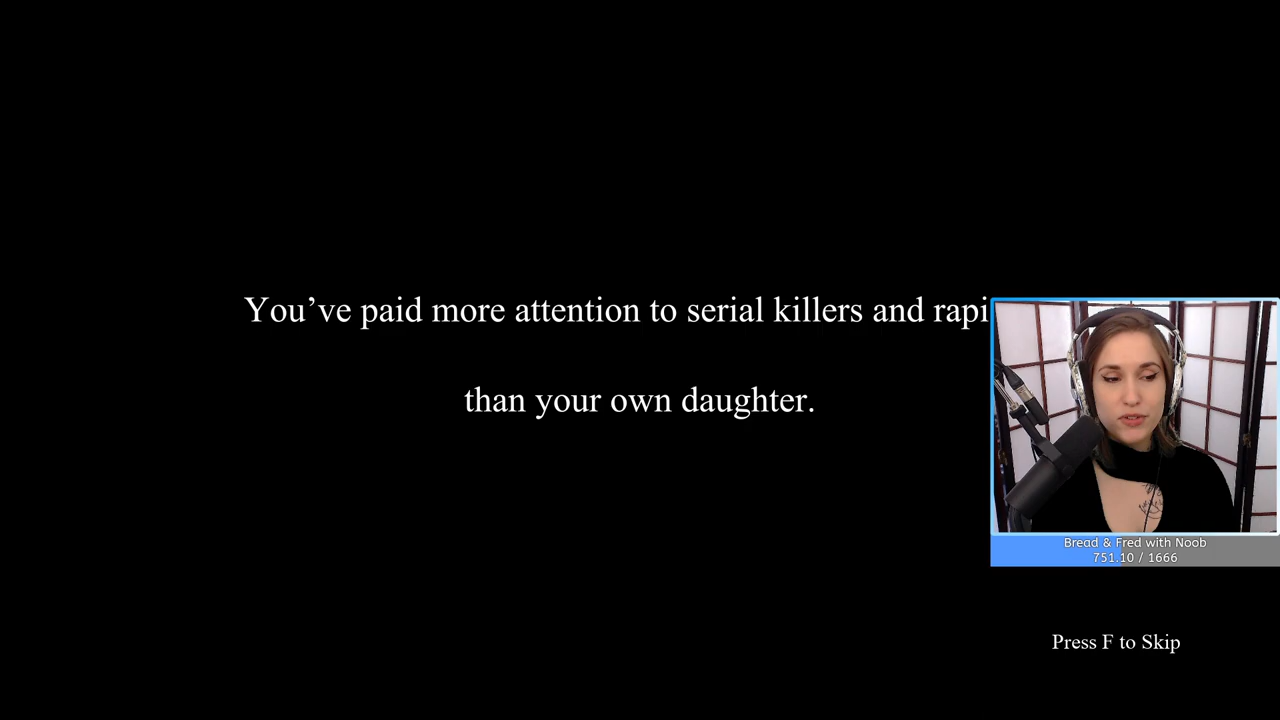 You’ve paid more attention to serial killers and rapi
than your own daughter.
Bread & Fred with Noob
751.10 / 1666
Press F to Skip